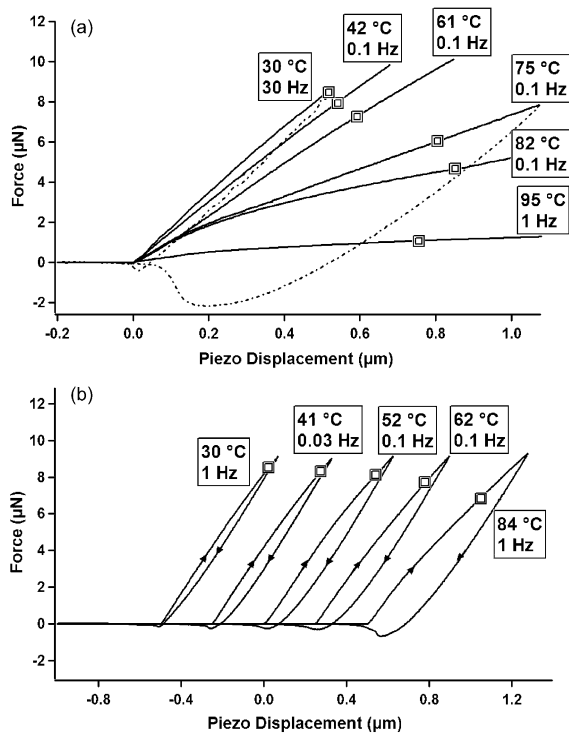 (a)
12
10
8
6
4
2
0
-2
Force (µN)
30 °C
30 Hz
42 °C
0.1 Hz
61 °C
0.1 Hz
75 °C
0.1 Hz
82 °C
0.1 Hz
95 °C
1 Hz
-0.2
0.0
0.2
0.4
0.6
0.8
1.0
Piezo Displacement (µm)
(b)
12
10
8
6
4
2
0
-2
Force (µN)
30 °C
1 Hz
41 °C
0.03 Hz
52 °C
0.1 Hz
62 °C
0.1 Hz
84 °C
1 Hz
-0.8
-0.4
0.0
0.4
0.8
1.2
Piezo Displacement (µm)